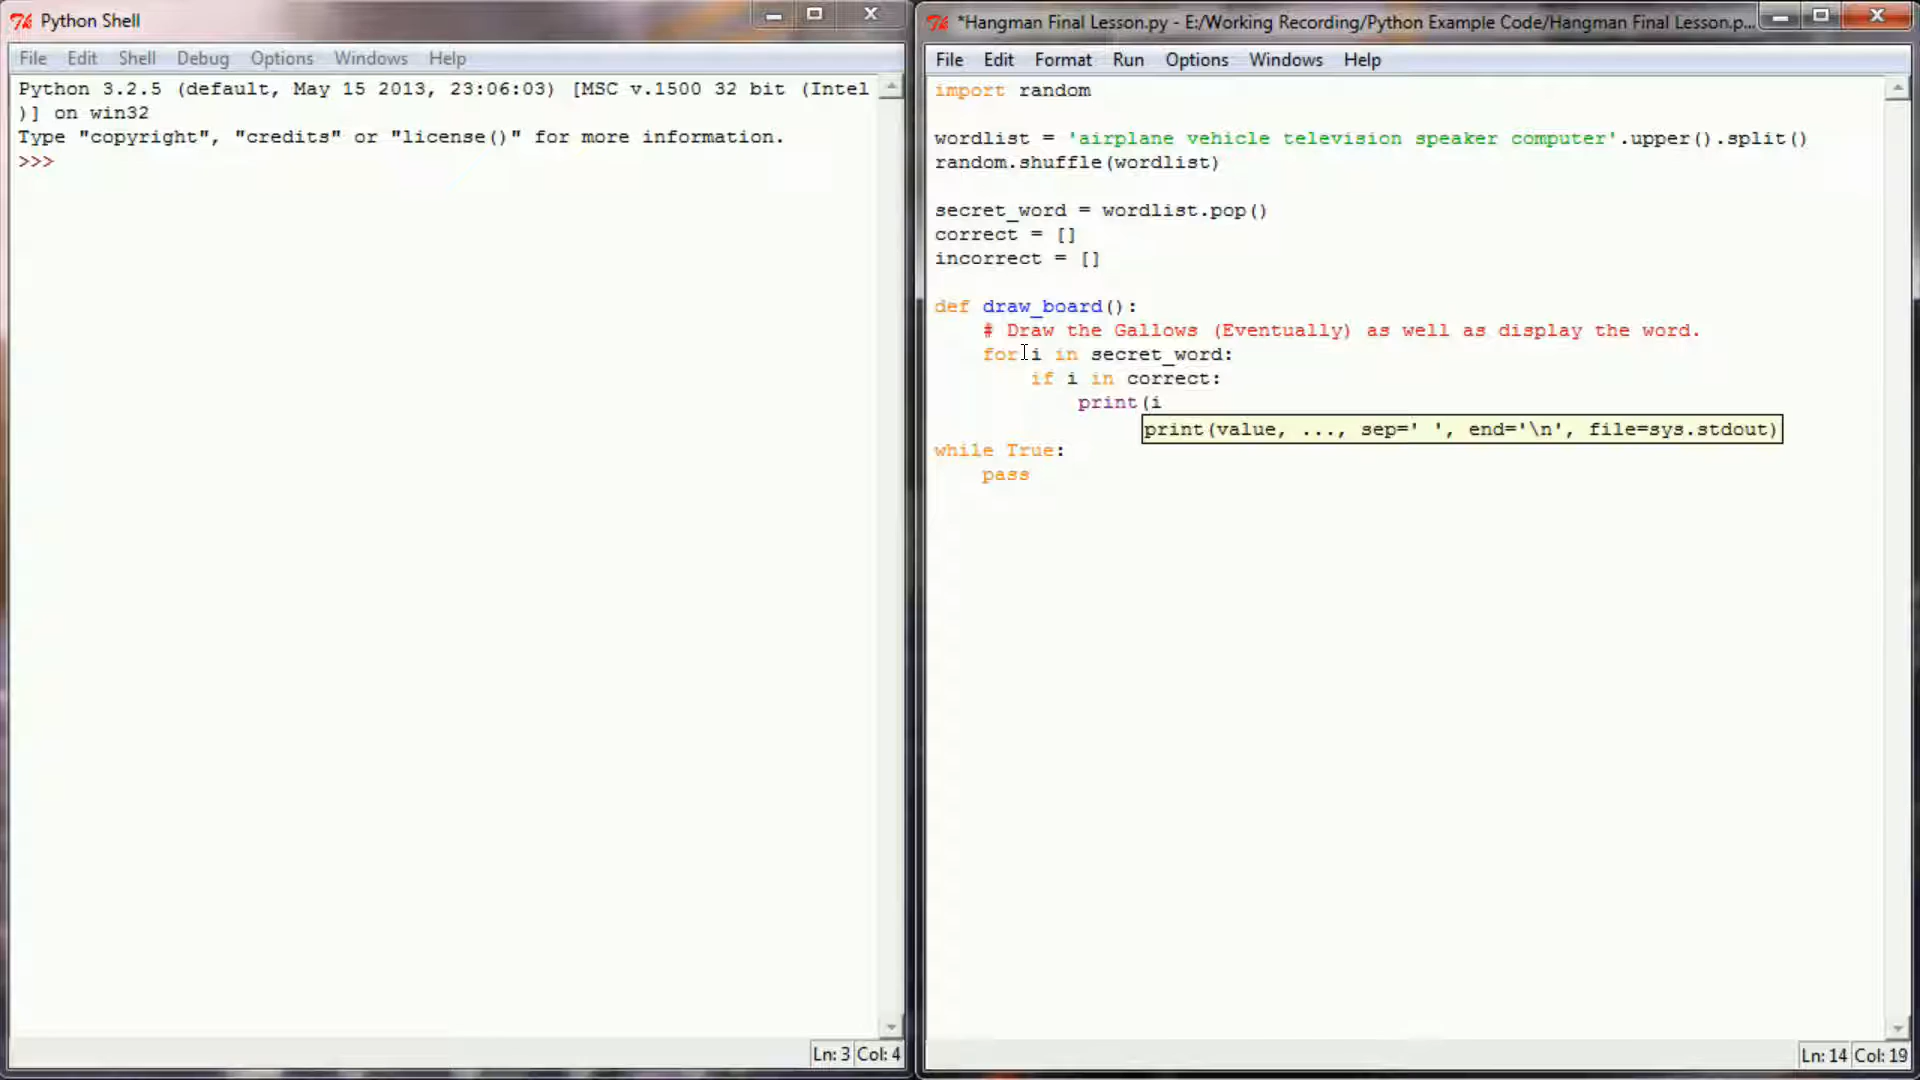 Python Shell
File Edit Shell Debug Options Windows Help
Python 3.2.5 (default, May 15 2013, 23:06:03) [MSC v.1500 32 bit (Intel
)] on win32
Type "copyright", "credits" or "license()" for more information.
>>>
Ln: 3 Col: 4
*Hangman Final Lesson.py - E:/Working Recording/Python Example Code/Hangman Final Lesson.p...
File Edit Format Run Options Windows Help
import random
wordlist = 'airplane vehicle television speaker computer'.upper().split()
random.shuffle(wordlist)
secret_word = wordlist.pop()
correct = []
incorrect = []
def draw_board():
    # Draw the Gallows (Eventually) as well as display the word.
    for i in secret_word:
        if i in correct:
            print(i
print(value, ..., sep=' ', end='\n', file=sys.stdout)
while True:
    pass
Ln: 14 Col: 19